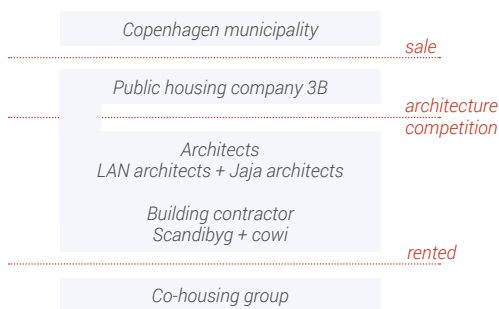 Copenhagen municipality
sale
Public housing company 3B
architecture
competition
Architects
LAN architects + Jaja architects
Building contractor
Scandibyg + cowi
rented
Co-housing group